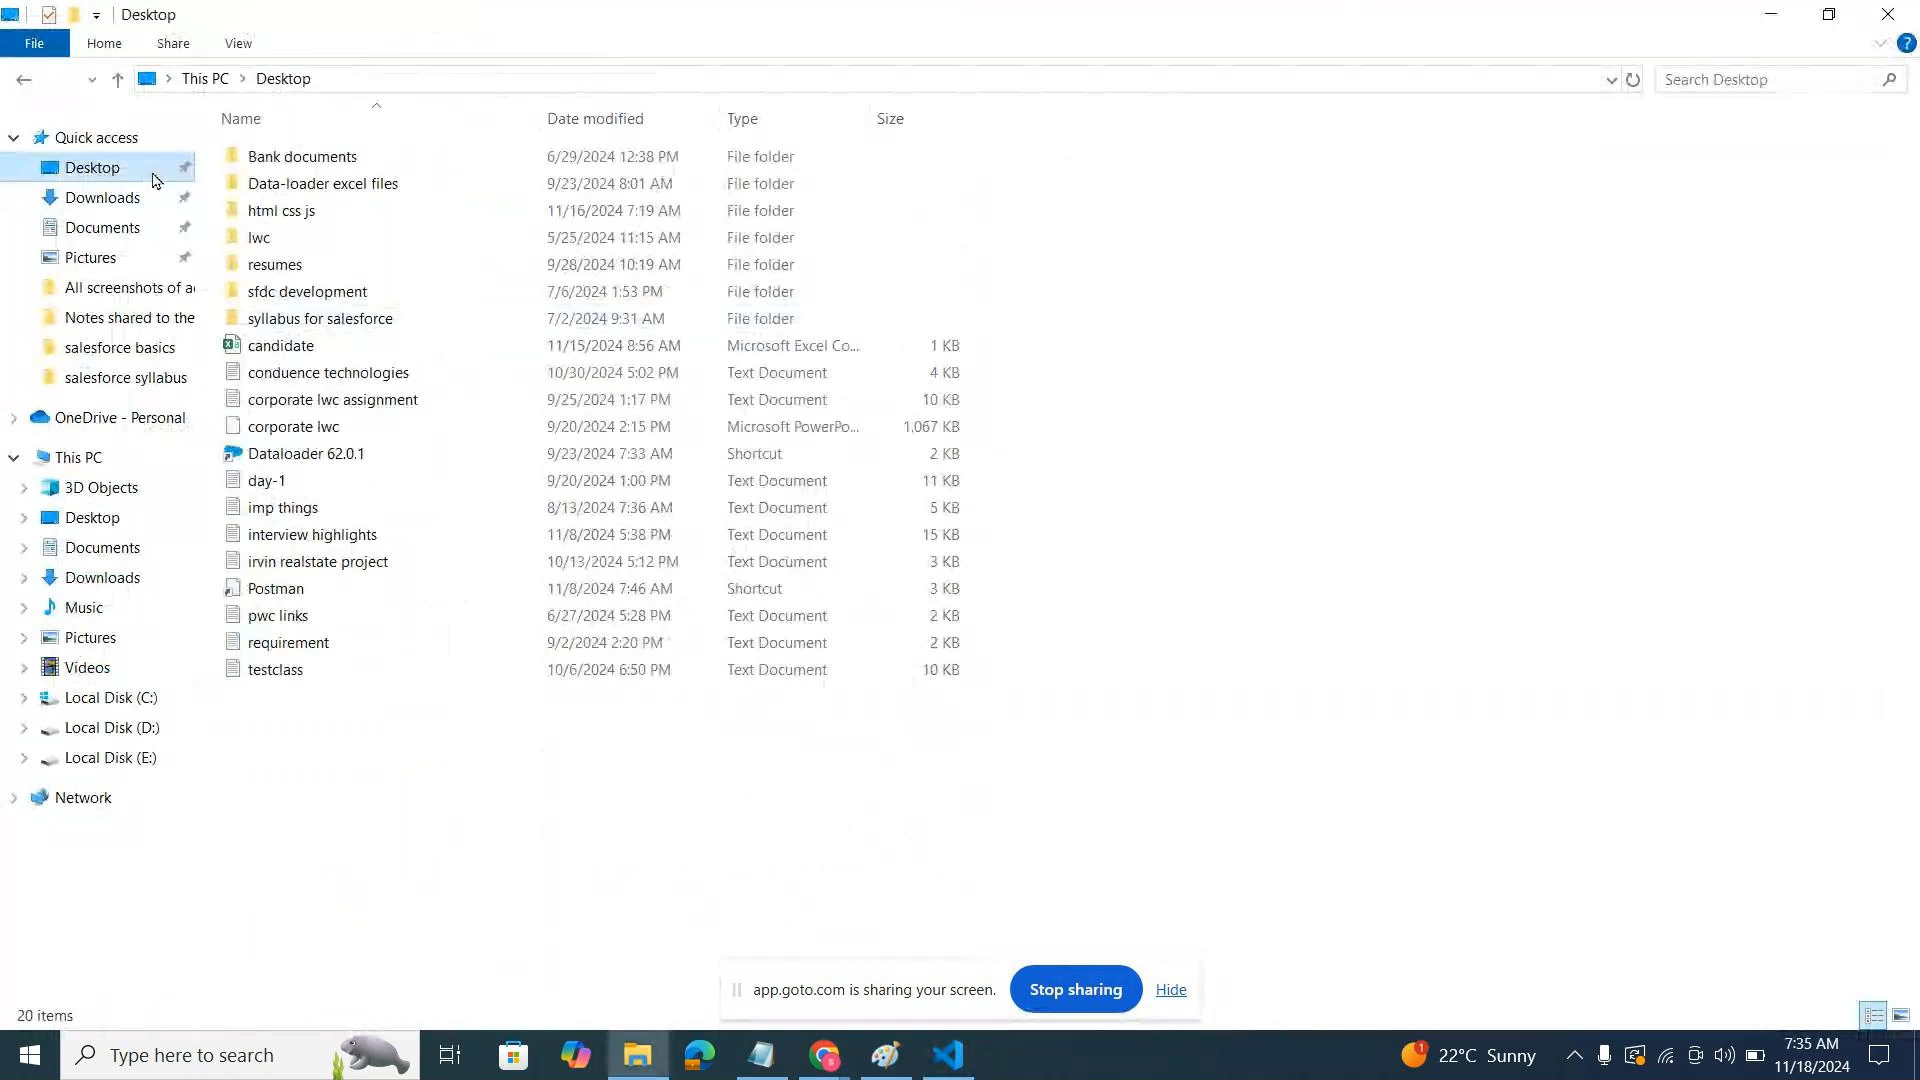 Desktop
File Home Share View
This PC Desktop Search Desktop
Name Date modified Type Size
Quick access
Desktop
Downloads
Documents
Pictures
All screenshots of a
Notes shared to the
salesforce basics
salesforce syllabus
OneDrive - Personal
This PC
3D Objects
Desktop
Documents
Downloads
Music
Pictures
Videos
Local Disk (C:)
Local Disk (D:)
Local Disk (E:)
Network
Bank documents 6/29/2024 12:38 PM File folder
Data-loader excel files 9/23/2024 8:01 AM File folder
html css js 11/16/2024 7:19 AM File folder
lwc 5/25/2024 11:15 AM File folder
resumes 9/28/2024 10:19 AM File folder
sfdc development 7/6/2024 1:53 PM File folder
syllabus for salesforce 7/2/2024 9:31 AM File folder
candidate 11/15/2024 8:56 AM Microsoft Excel Co... 1 KB
conduence technologies 10/30/2024 5:02 PM Text Document 4 KB
corporate lwc assignment 9/25/2024 1:17 PM Text Document 10 KB
corporate lwc 9/20/2024 2:15 PM Microsoft PowerPo... 1,067 KB
Dataloader 62.0.1 9/23/2024 7:33 AM Shortcut 2 KB
day-1 9/20/2024 1:00 PM Text Document 11 KB
imp things 8/13/2024 7:36 AM Text Document 5 KB
interview highlights 11/8/2024 5:38 PM Text Document 15 KB
irvin realstate project 10/13/2024 5:12 PM Text Document 3 KB
Postman 11/8/2024 7:46 AM Shortcut 3 KB
pwc links 6/27/2024 5:28 PM Text Document 2 KB
requirement 9/2/2024 2:20 PM Text Document 2 KB
testclass 10/6/2024 6:50 PM Text Document 10 KB
app.goto.com is sharing your screen. Stop sharing Hide
20 items
Type here to search
1 22°C Sunny
7:35 AM
11/18/2024